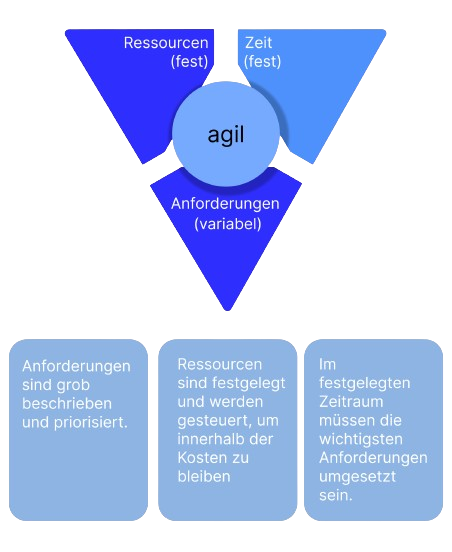 Ressourcen
(fest)
Zeit
(fest)
agil
Anforderungen
(variabel)
Anforderungen
sind grob
beschrieben
und priorisiert.
Ressourcen
sind festgelegt
und werden
gesteuert, um
innerhalb der
Kosten zu
bleiben
Im
festgelegten
Zeitraum
müssen die
wichtigsten
Anforderungen
umgesetzt
sein.